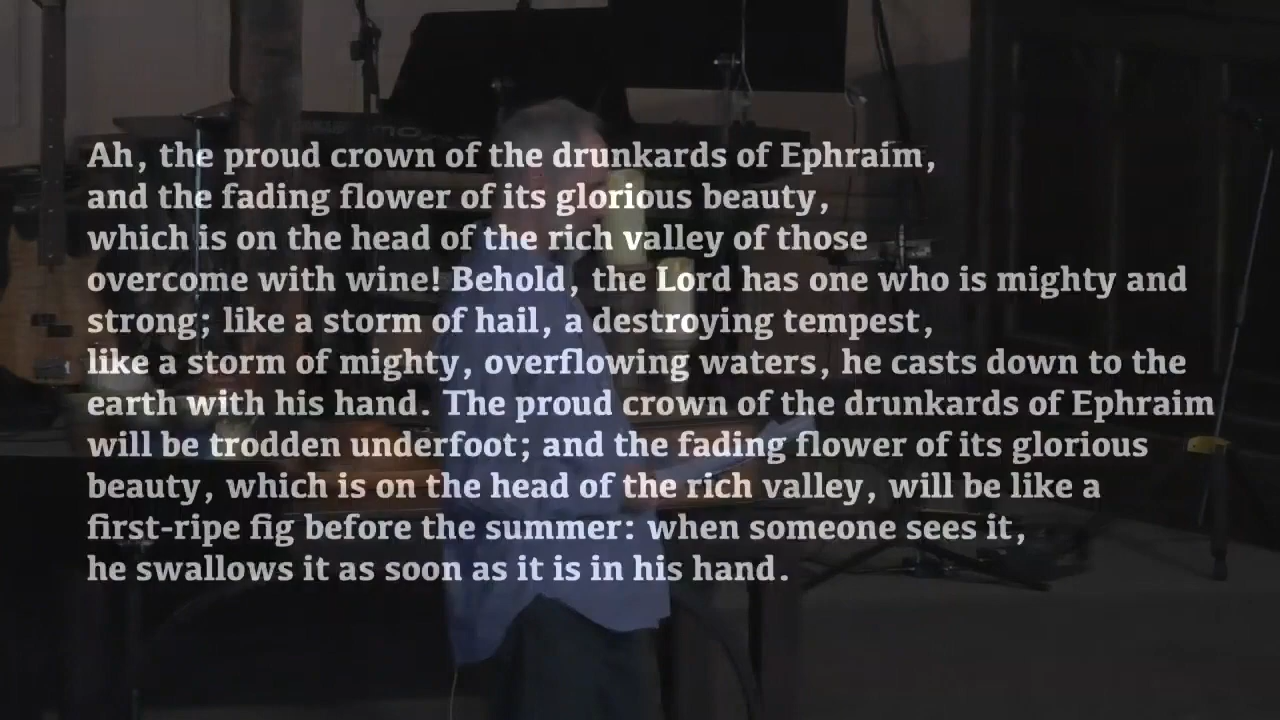 Ah, the proud crown of the drunkards of Ephraim,
and the fading flower of its glorious beauty,
which is on the head of the rich valley of those
overcome with wine! Behold, the Lord has one who is mighty and
strong; like a storm of hail, a destroying tempest,
like a storm of mighty, overflowing waters, he casts down to the
earth with his hand. The proud crown of the drunkards of Ephraim
will be trodden underfoot; and the fading flower of its glorious
beauty, which is on the head of the rich valley, will be like a
first-ripe fig before the summer: when someone sees it,
he swallows it as soon as it is in his hand.